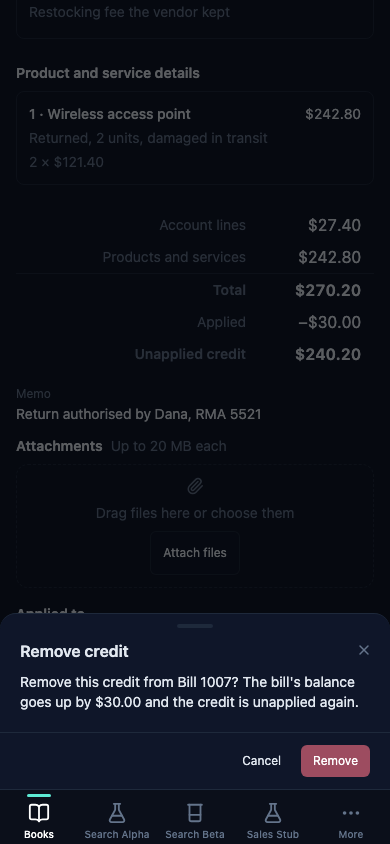 Restocking fee the vendor kept
Product and service details
1 · Wireless access point $242.80
Returned, 2 units, damaged in transit
2 × $121.40
Account lines $27.40
Products and services $242.80
Total $270.20
Applied –$30.00
Unapplied credit $240.20
Memo
Return authorised by Dana, RMA 5521
Attachments Up to 20 MB each
Drag files here or choose them
Attach files
Applied to
Remove credit
Remove this credit from Bill 1007? The bill's balance
goes up by $30.00 and the credit is unapplied again.
Cancel Remove
Books Search Alpha Search Beta Sales Stub More